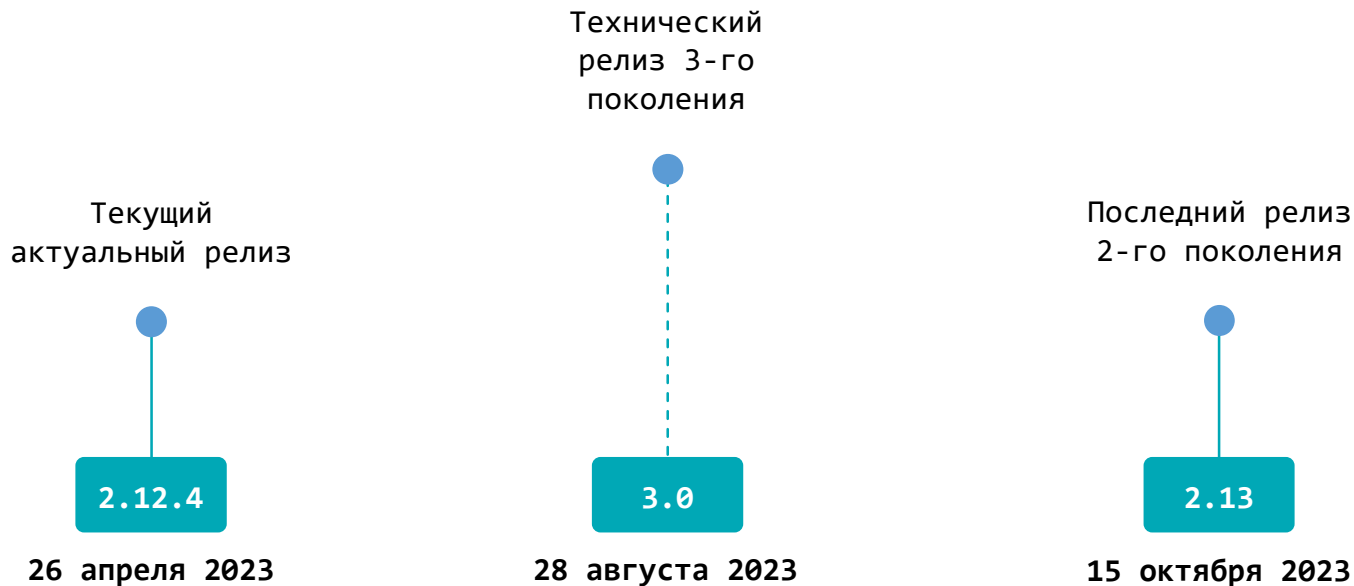 Технический
релиз 3-го
поколения
Текущий
актуальный релиз
Последний релиз
2-го поколения
2.12.4
3.0
2.13
26 апреля 2023
28 августа 2023
15 октября 2023